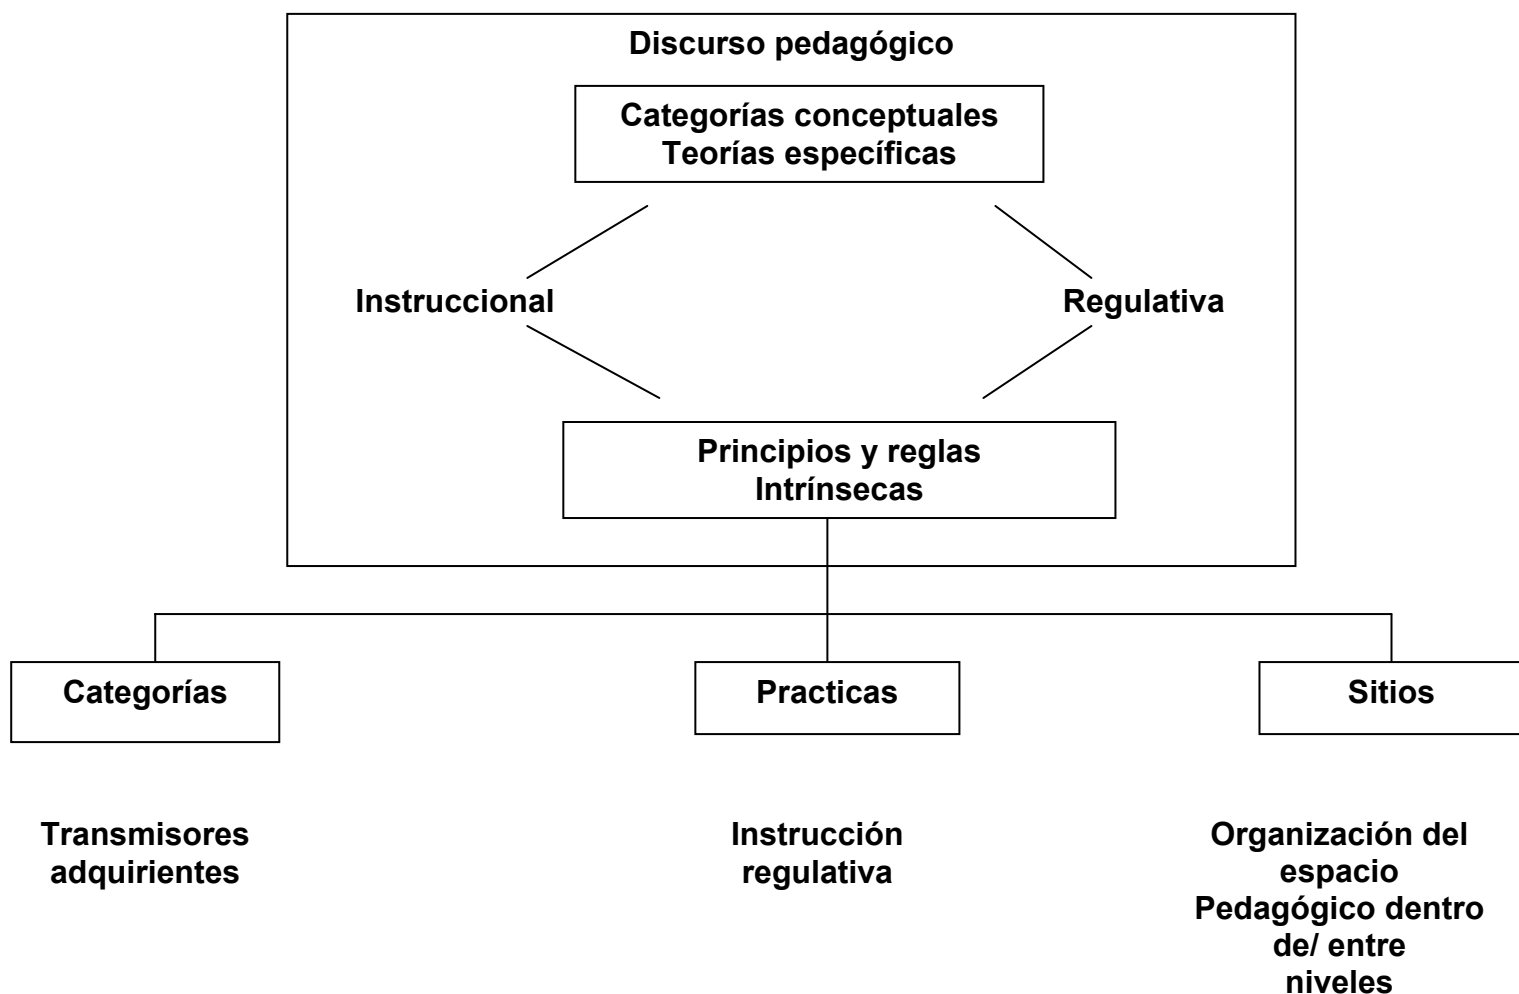 Discurso pedagógico
Categorías conceptuales
Teorías específicas
Instruccional
Regulativa
Principios y reglas
Intrínsecas
Categorías
Practicas
Sitios
Transmisores
adquirientes
Instrucción
regulativa
Organización del
espacio
Pedagógico dentro
de/ entre
niveles